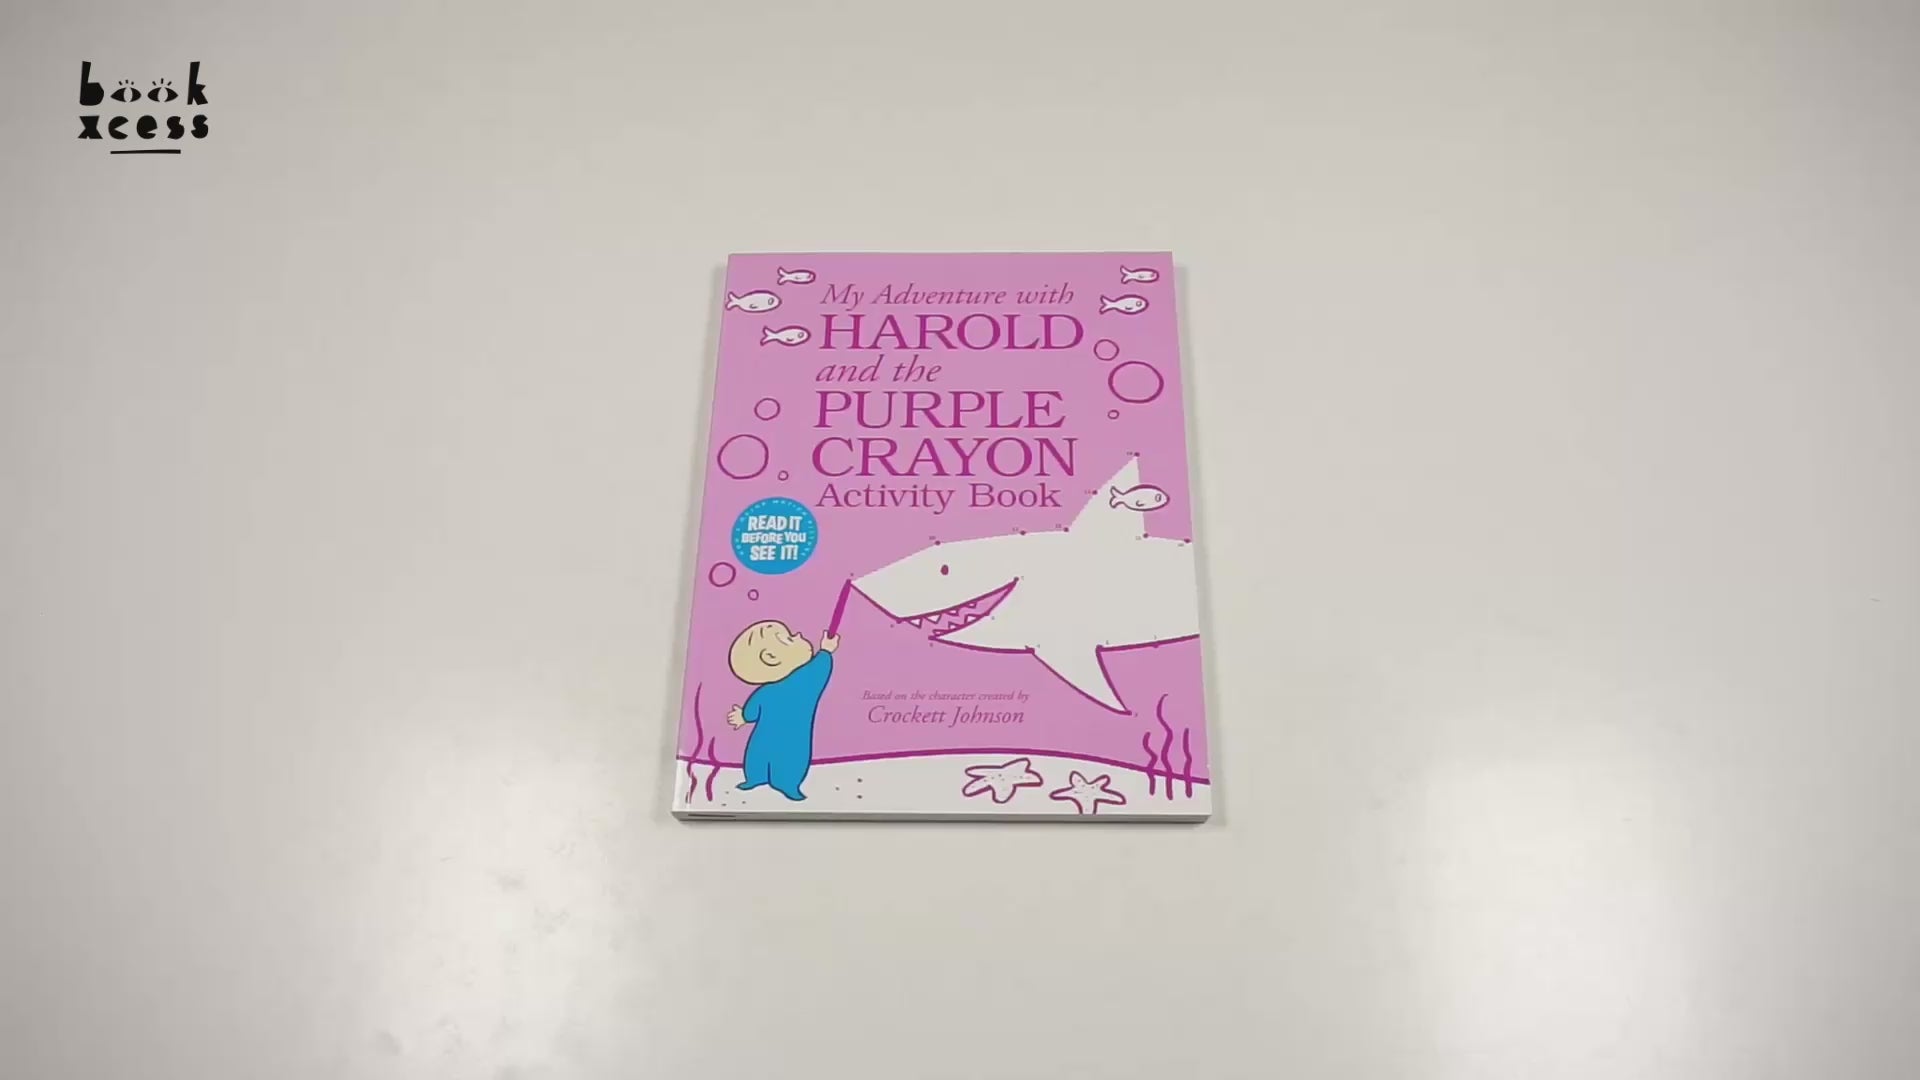 book
xcess
My Adventure with
HAROLD
and the
PURPLE
CRAYON
Activity Book
READ IT
BEFORE YOU
SEE IT!
Based on the character created by
Crockett Johnson